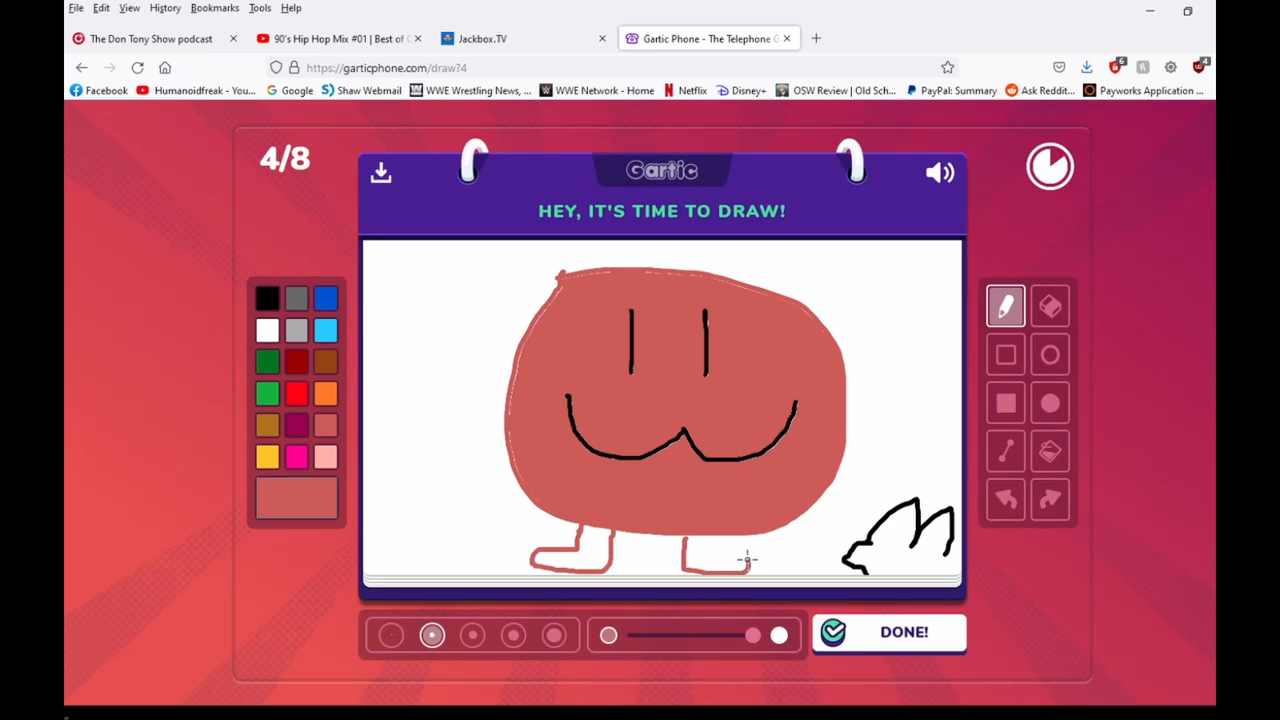 File Edit View History Bookmarks Tools Help
The Don Tony Show podcast 90's Hip Hop Mix #01 | Best of Jackbox.TV Gartic Phone - The Telephone G
https://garticphone.com/draw?4
6 4
Facebook Humanoidfreak - You... Google Shaw Webmail WWE Wrestling News, ... WWE Network - Home Netflix Disney+ OSW Review | Old Sch... PayPal: Summary Ask Reddit... Payworks Application ...
4/8
Gartic
HEY, IT'S TIME TO DRAW!
DONE!